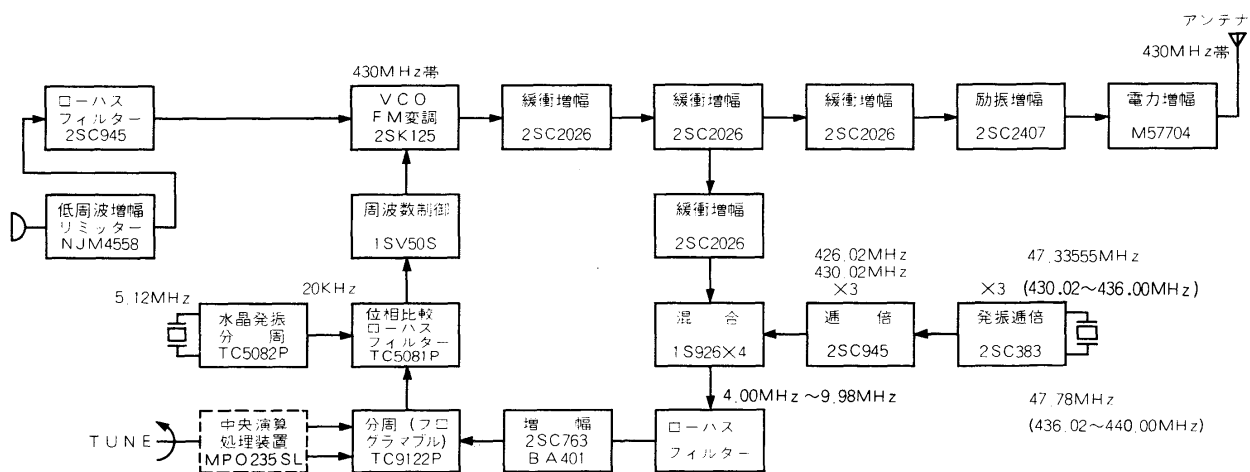 アンテナ
430MHz帯
430MHz帯
ローハス
フィルター
2SC945
VCO
FM変調
2SK125
緩衝増幅
2SC2026
緩衝増幅
2SC2026
緩衝増幅
2SC2026
励振増幅
2SC2407
電力増幅
M57704
低周波増幅
リミッター
NJM4558
周波数制御
1SV50S
緩衝増幅
2SC2026
426.02MHz
430.02MHz
×3
47.33555MHz
×3 (430.02~436.00MHz)
5.12MHz
20KHz
水晶発振
分周
TC5082P
位相比較
ローハス
フィルター
TC5081P
混合
1S926×4
逓倍
2SC945
発振逓倍
2SC383
4.00MHz~9.98MHz
47.78MHz
(436.02~440.00MHz)
TUNE
中央演算
処理装置
MPO235SL
分周(フロ
グラマブル)
TC9122P
増幅
2SC763
BA401
ローハス
フィルター